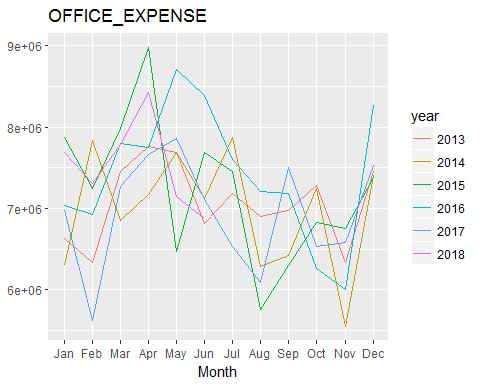 OFFICE_EXPENSE
9e+06
8e+06
7e+06
6e+06
Jan Feb Mar Apr May Jun Jul Aug Sep Oct Nov Dec
Month
year
2013
2014
2015
2016
2017
2018